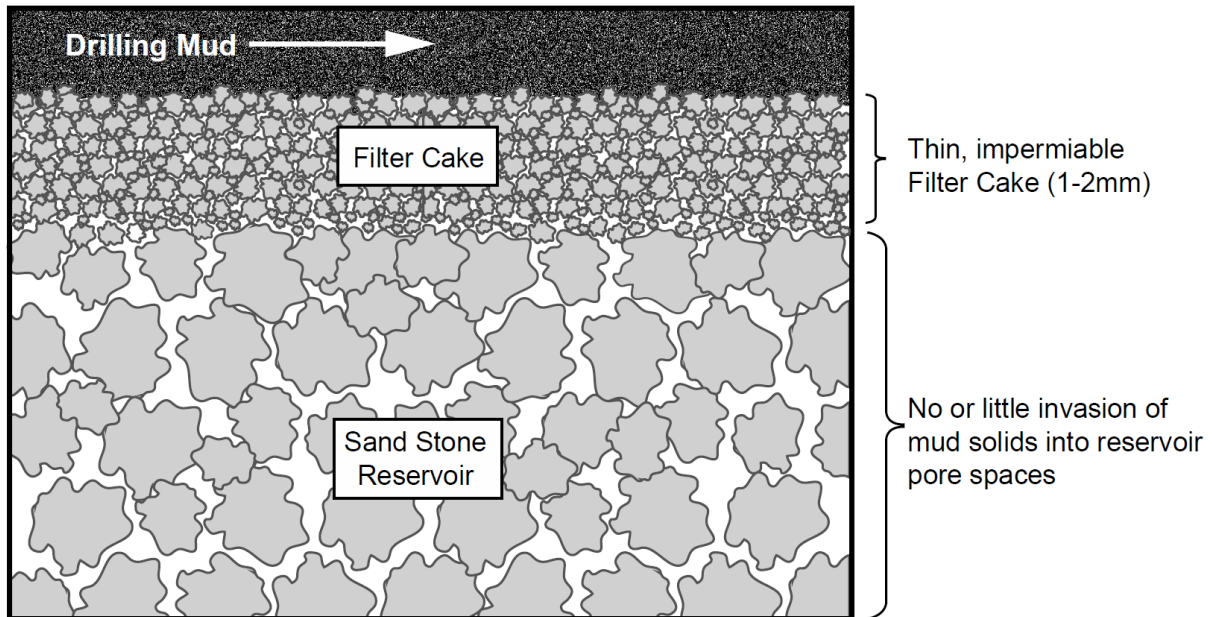 Drilling Mud
Filter Cake
Thin, impermiable
Filter Cake (1-2mm)
Sand Stone
Reservoir
No or little invasion of
mud solids into reservoir
pore spaces